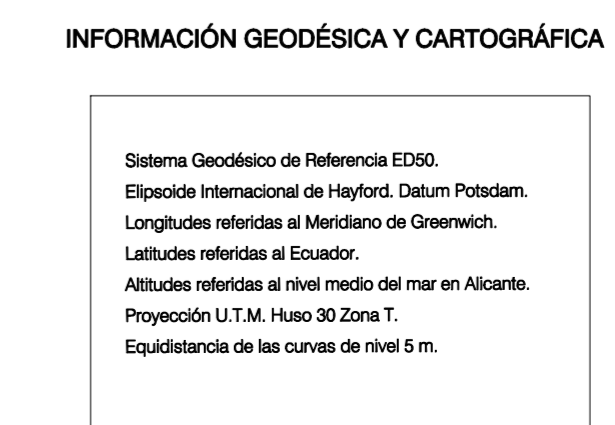 INFORMACIÓN GEODÉSICA Y CARTOGRÁFICA
Sistema Geodésico de Referencia ED50.
Elipsoide Internacional de Hayford. Datum Potsdam.
Longitudes referidas al Meridiano de Greenwich.
Latitudes referidas al Ecuador.
Altitudes referidas al nivel medio del mar en Alicante.
Proyección U.T.M. Huso 30 Zona T.
Equidistancia de las curvas de nivel 5 m.